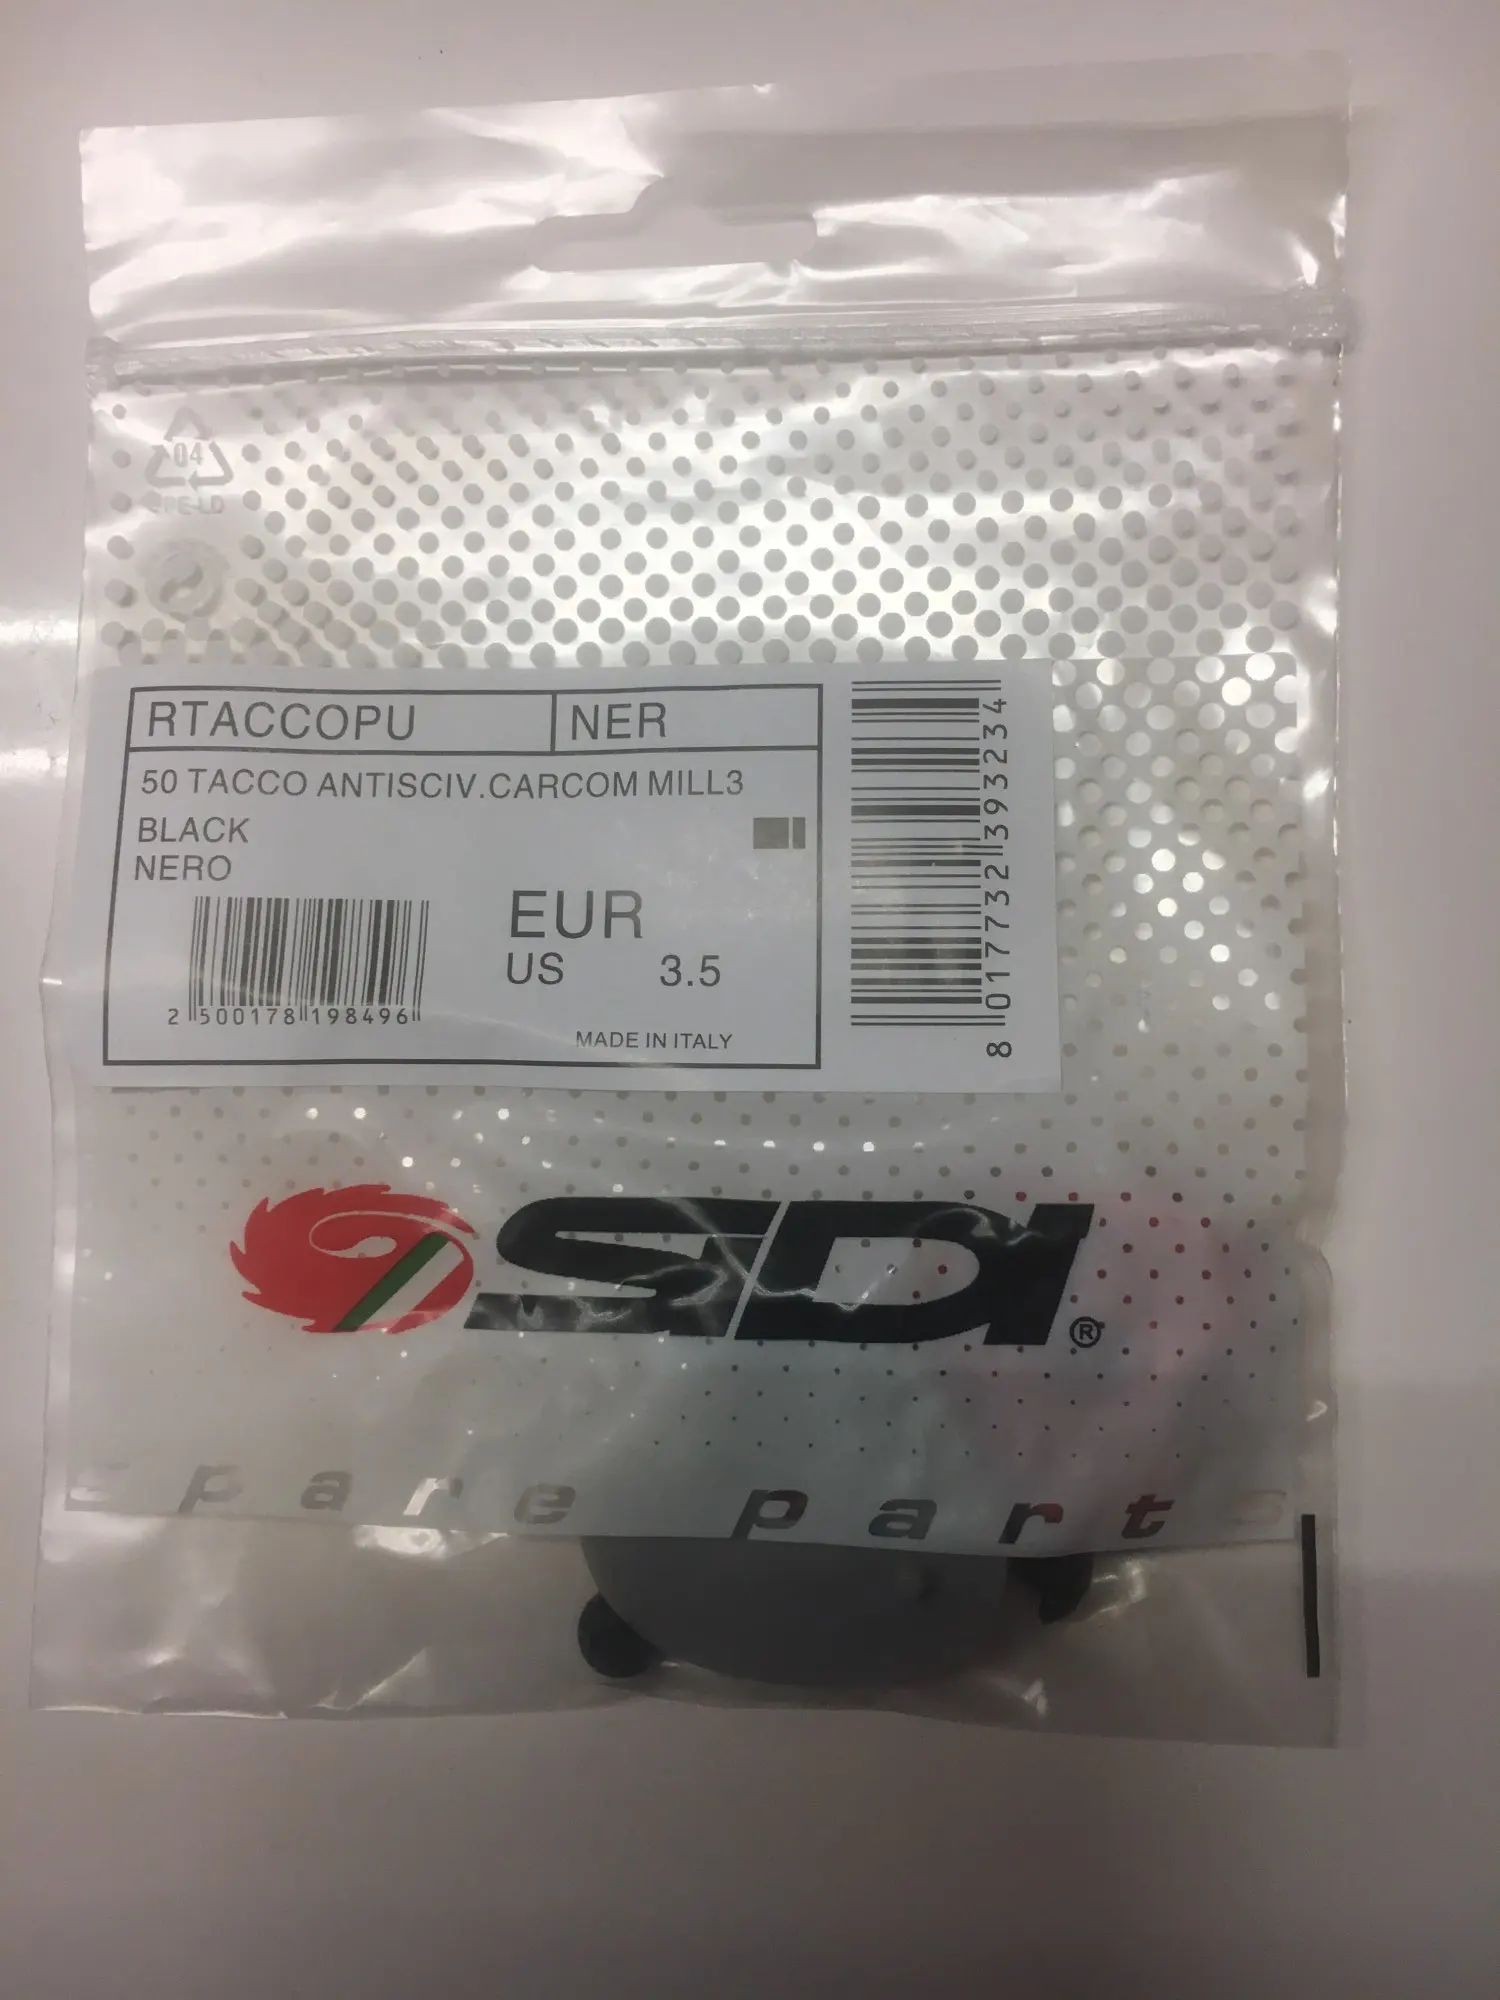 04
PE-LD
RTACCOPU NER
50 TACCO ANTISCIV.CARCOM MILL3
BLACK
NERO
EUR
US 3.5
2 500178 198496
MADE IN ITALY
8 017732 393234
SIDI ®
spare parts